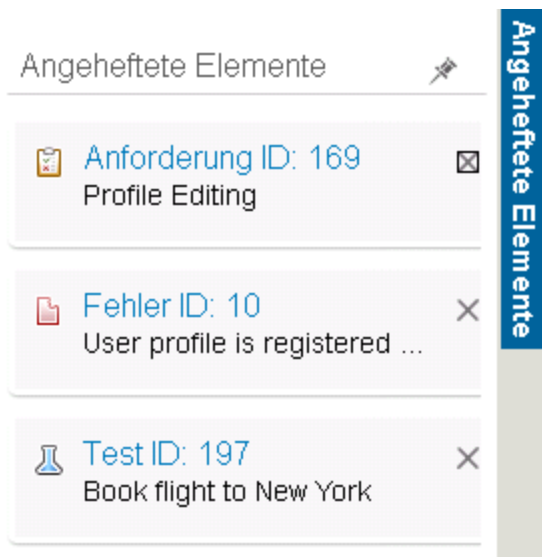 Angeheftete Elemente
Anforderung ID: 169
Profile Editing
Fehler ID: 10
User profile is registered ...
Test ID: 197
Book flight to New York
Angeheftete Elemente